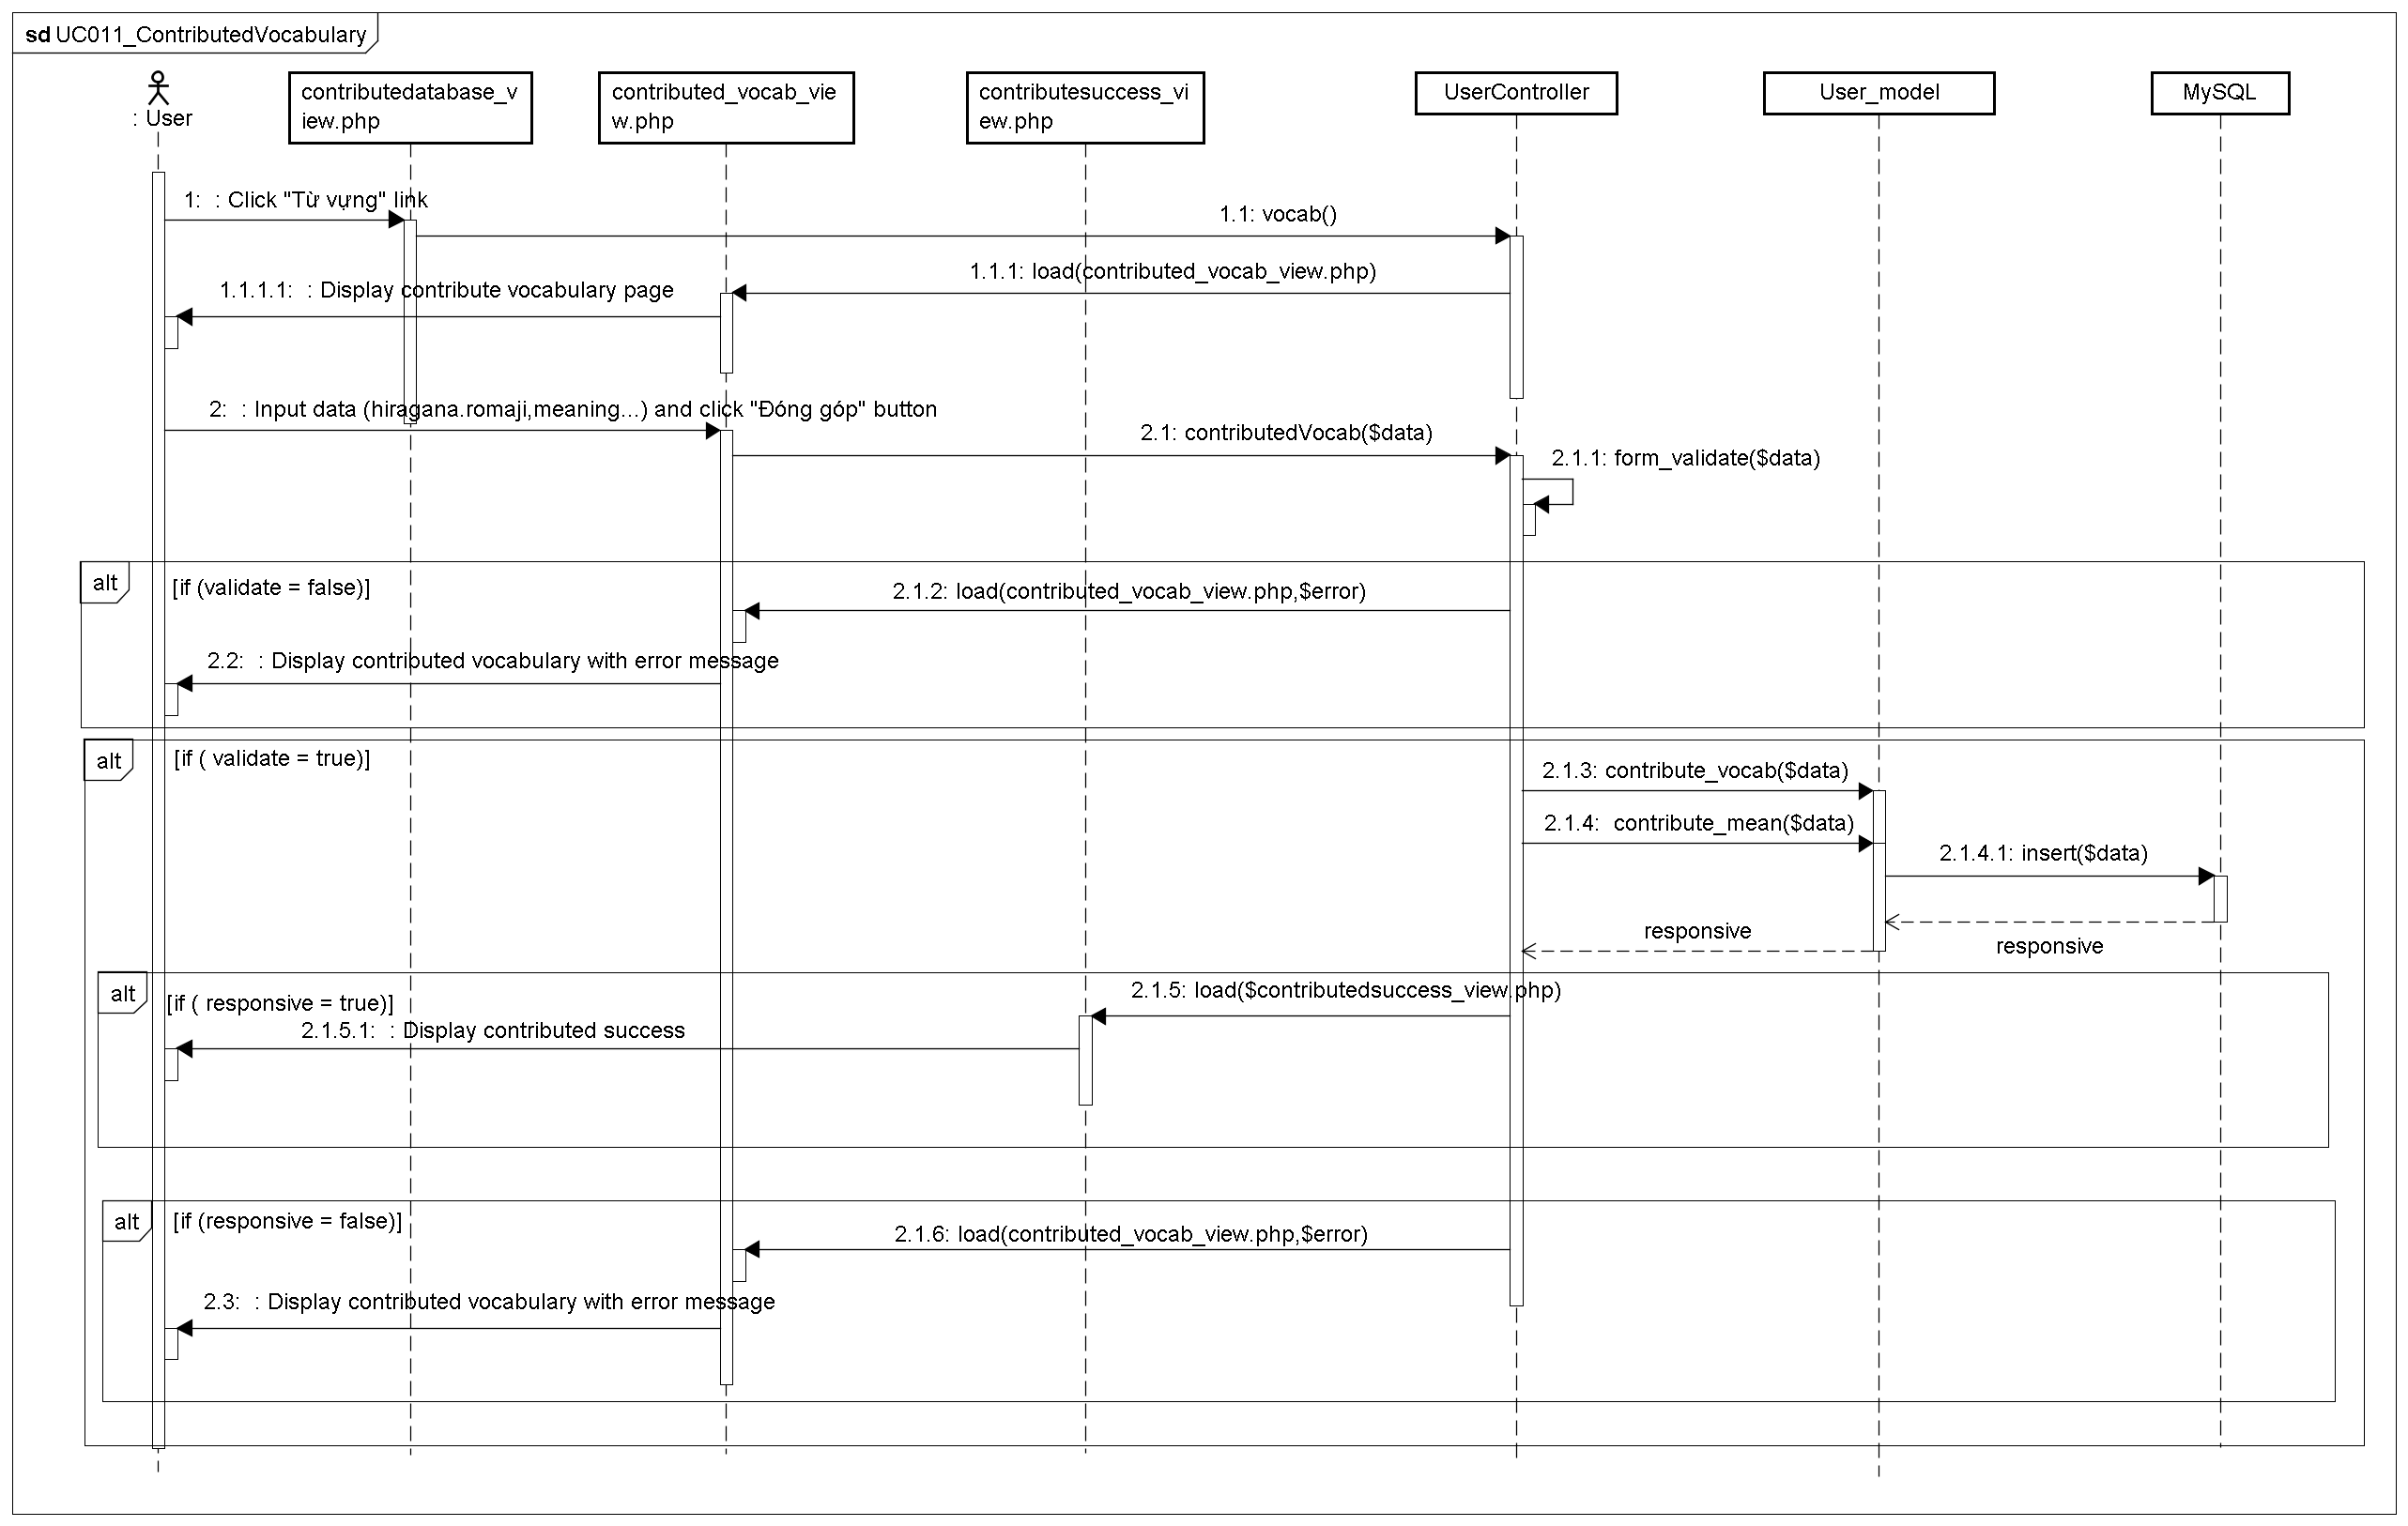 sd UC011_ContributedVocabulary
: User
contributedatabase_v
iew.php
contributed_vocab_vie
w.php
contributesuccess_vi
ew.php
UserController
User_model
MySQL
1:  : Click "Từ vựng" link
1.1: vocab()
1.1.1: load(contributed_vocab_view.php)
1.1.1.1:  : Display contribute vocabulary page
2:  : Input data (hiragana.romaji,meaning...) and click "Đóng góp" button
2.1: contributedVocab($data)
2.1.1: form_validate($data)
alt
[if (validate = false)]
2.1.2: load(contributed_vocab_view.php,$error)
2.2:  : Display contributed vocabulary with error message
alt
[if ( validate = true)]
2.1.3: contribute_vocab($data)
2.1.4:  contribute_mean($data)
2.1.4.1: insert($data)
responsive
responsive
alt
[if ( responsive = true)]
2.1.5: load($contributedsuccess_view.php)
2.1.5.1:  : Display contributed success
alt
[if (responsive = false)]
2.1.6: load(contributed_vocab_view.php,$error)
2.3:  : Display contributed vocabulary with error message